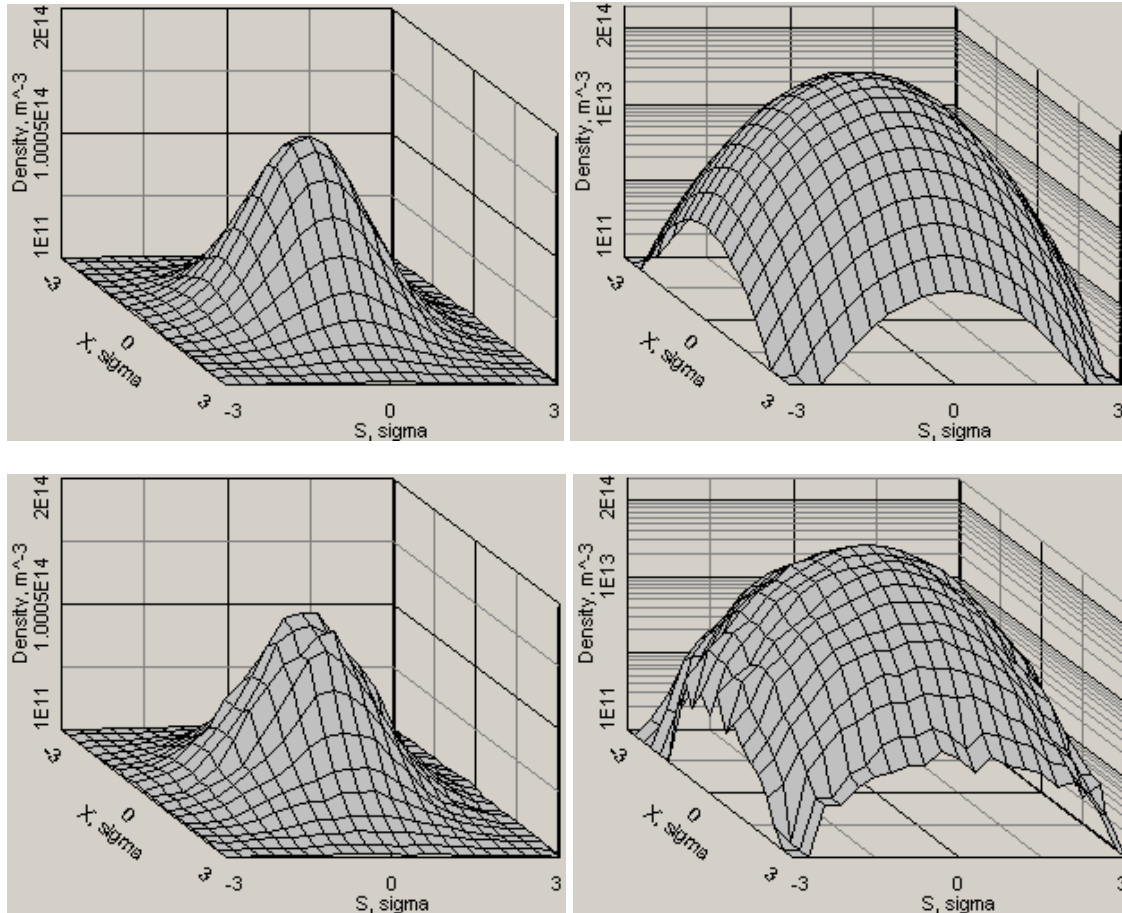 2E14
1.0005E14
1E11
Density, m^-3
-3
0
3
X, sigma
-3
0
3
S, sigma
2E14
1E13
1E11
Density, m^-3
-3
0
3
X, sigma
-3
0
3
S, sigma
2E14
1.0005E14
1E11
Density, m^-3
-3
0
3
X, sigma
-3
0
3
S, sigma
2E14
1E13
1E11
Density, m^-3
-3
0
3
X, sigma
-3
0
3
S, sigma